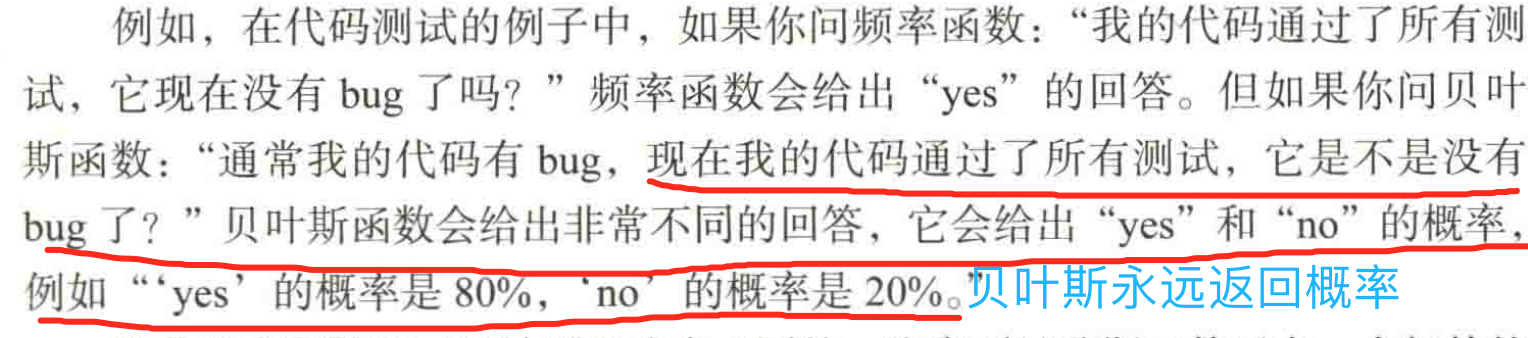 例如，在代码测试的例子中，如果你问频率函数：“我的代码通过了所有测
试，它现在没有 bug 了吗？”频率函数会给出“yes”的回答。但如果你问贝叶
斯函数：“通常我的代码有 bug，现在我的代码通过了所有测试，它是不是没有
bug 了？”贝叶斯函数会给出非常不同的回答，它会给出“yes”和“no”的概率，
例如“‘yes’的概率是 80%，‘no’的概率是 20%。”贝叶斯永远返回概率